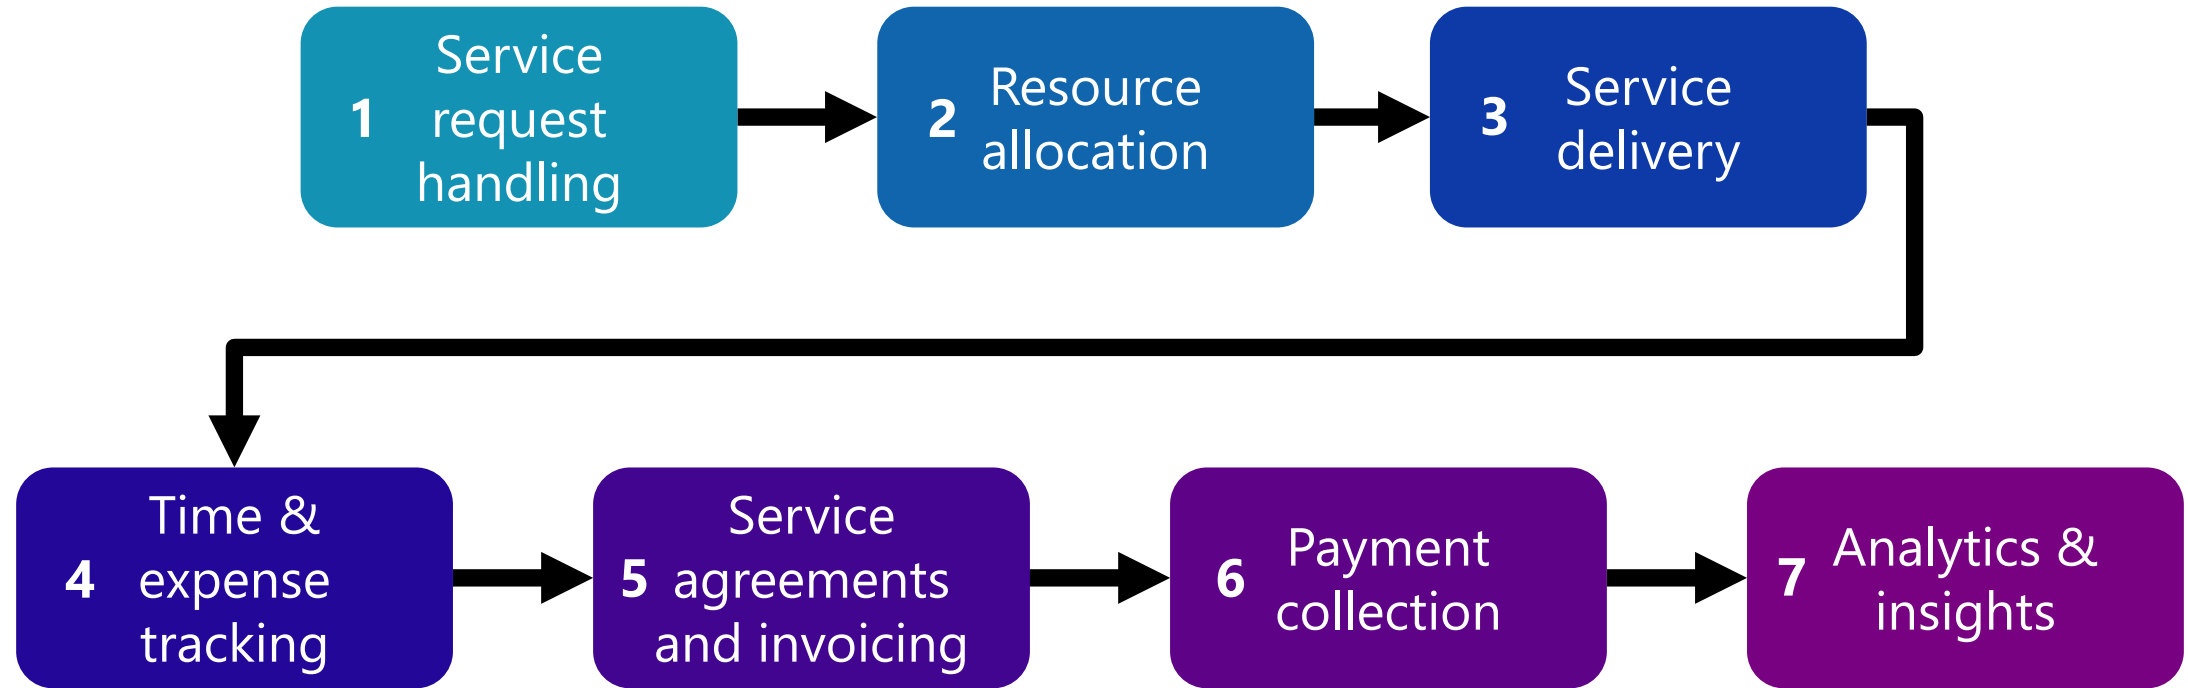 1
Service
request
handling
2
Resource
allocation
3
Service
delivery
4
Time &
expense
tracking
5
Service
agreements
and invoicing
6
Payment
collection
7
Analytics &
insights